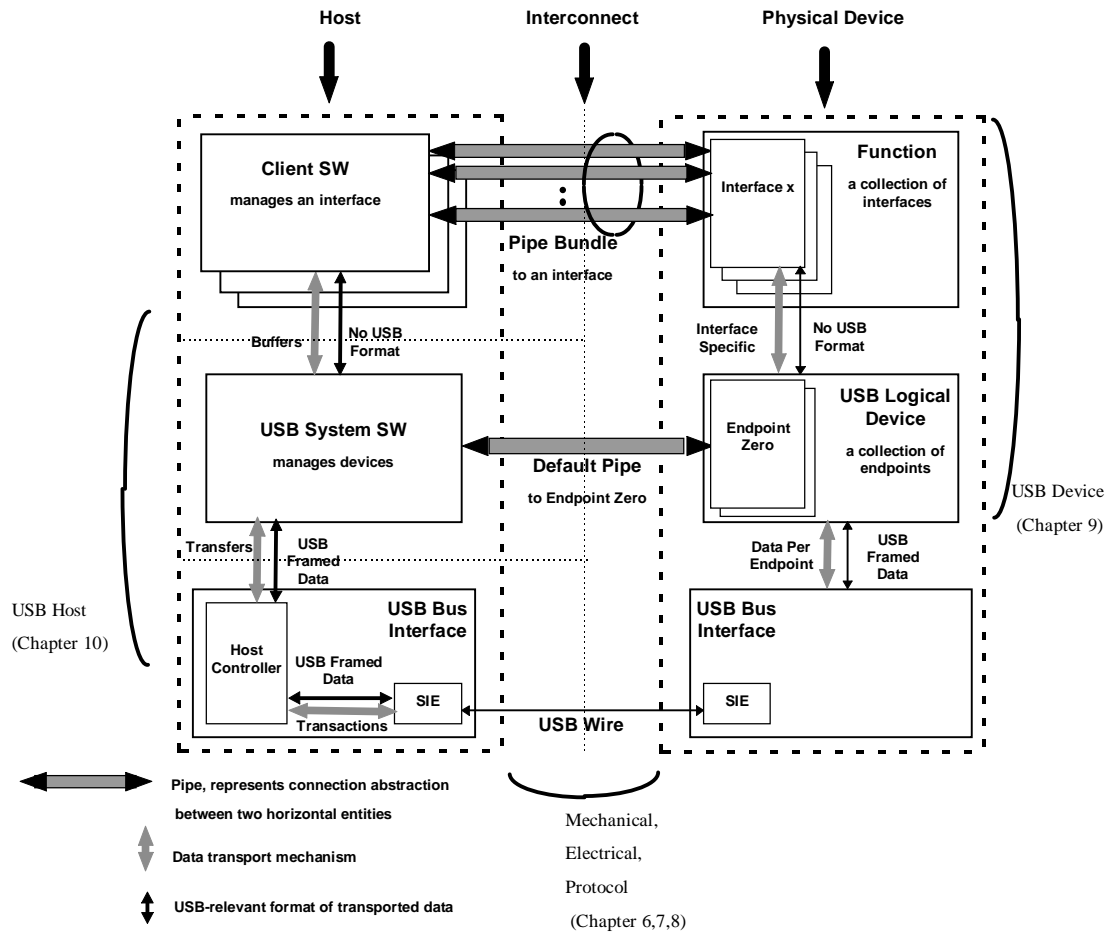 Host
Interconnect
Physical Device
Client SW
manages an interface
Function
a collection of
interfaces
Interface x
Pipe Bundle
to an interface
Buffers
No USB
Format
Interface
Specific
No USB
Format
USB System SW
manages devices
Default Pipe
to Endpoint Zero
Endpoint
Zero
USB Logical
Device
a collection of
endpoints
USB Device
(Chapter 9)
Transfers
USB
Framed
Data
Data Per
Endpoint
USB
Framed
Data
USB Host
(Chapter 10)
USB Bus
Interface
Host
Controller
USB Framed
Data
SIE
Transactions
USB Wire
USB Bus
Interface
SIE
Pipe, represents connection abstraction
between two horizontal entities
Data transport mechanism
USB-relevant format of transported data
Mechanical,
Electrical,
Protocol
(Chapter 6,7,8)